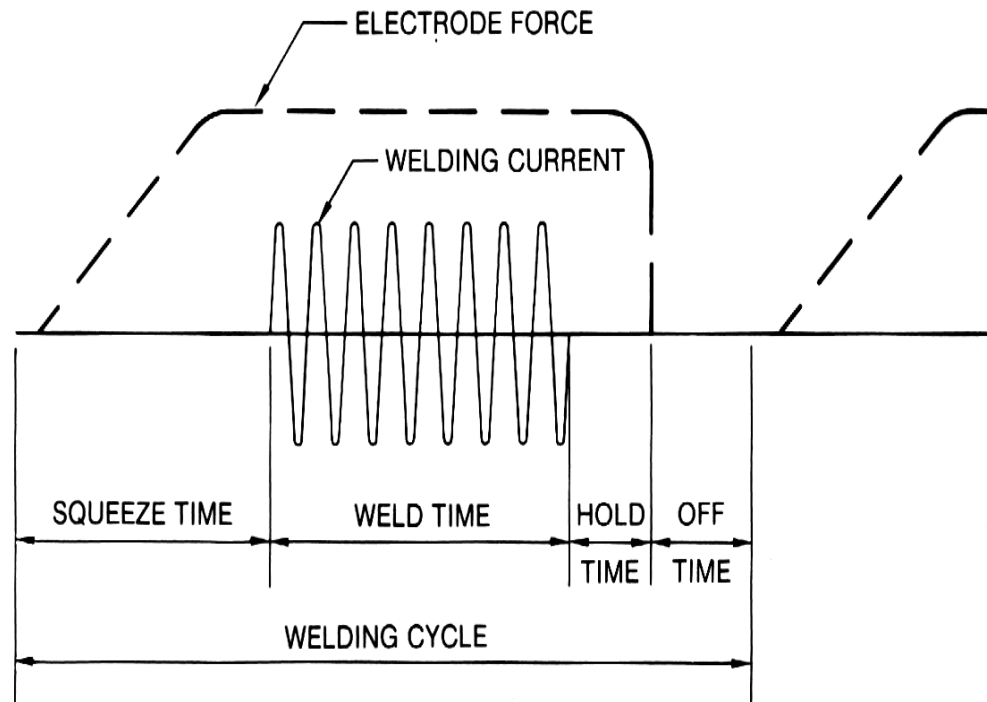 ELECTRODE FORCE
WELDING CURRENT
SQUEEZE TIME
WELD TIME
HOLD
TIME
OFF
TIME
WELDING CYCLE